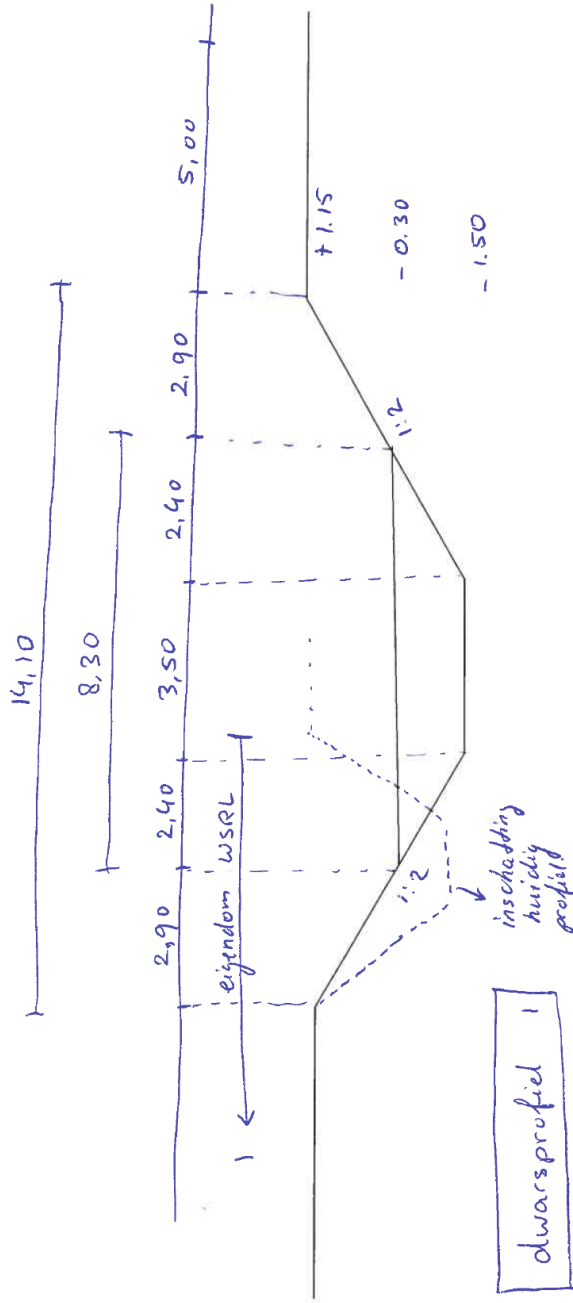 14,10
8,30
2,90 2,40 3,50 2,40 2,90 5,00
eigendom WSRL
+1.15
-0.30
-1.50
1:2
1:2
inschatting
huidig
profiel.
dwarsprofiel 1